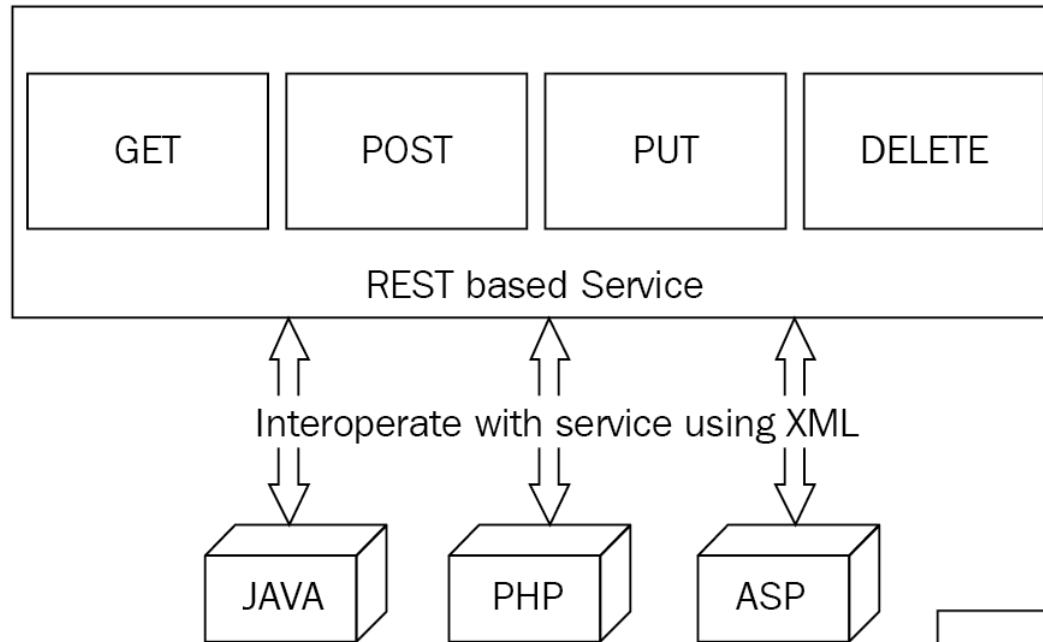 GET POST PUT DELETE
REST based Service
Interoperate with service using XML
JAVA PHP ASP